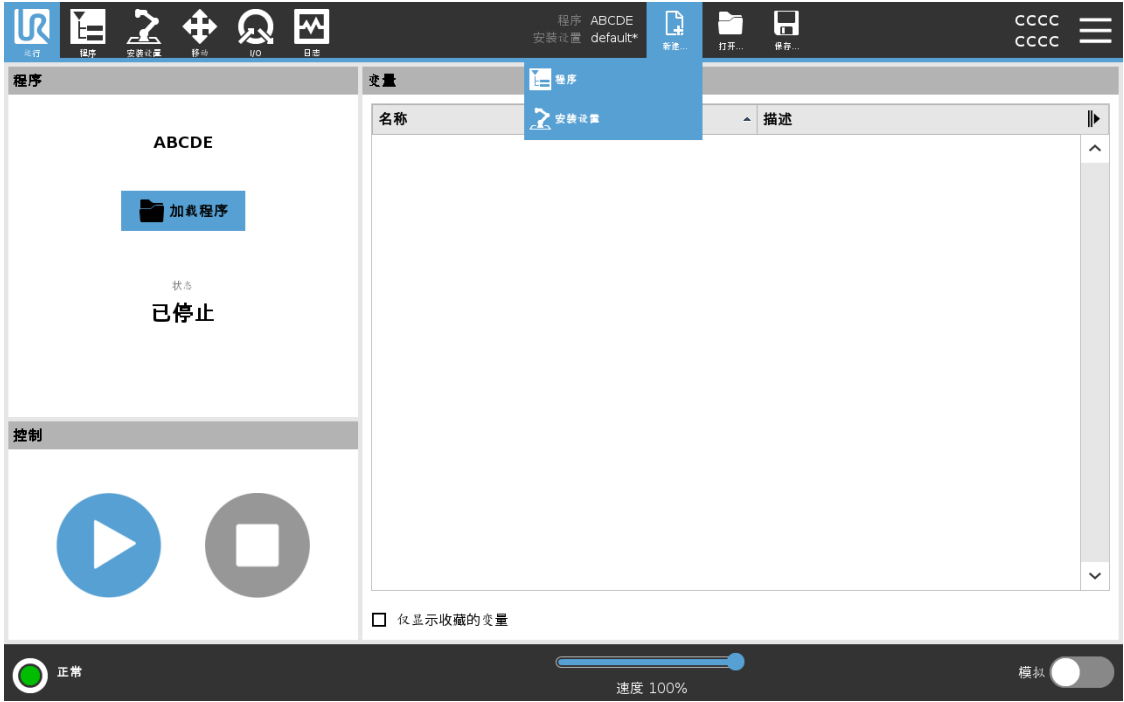 运行 程序 安装设置 移动 I/O 日志
程序 ABCDE
安装设置 default*
新建... 打开... 保存...
CCCC
CCCC
程序
安装设置
程序
变量
名称 描述
ABCDE
加载程序
状态
已停止
控制
仅显示收藏的变量
正常
速度 100%
模拟